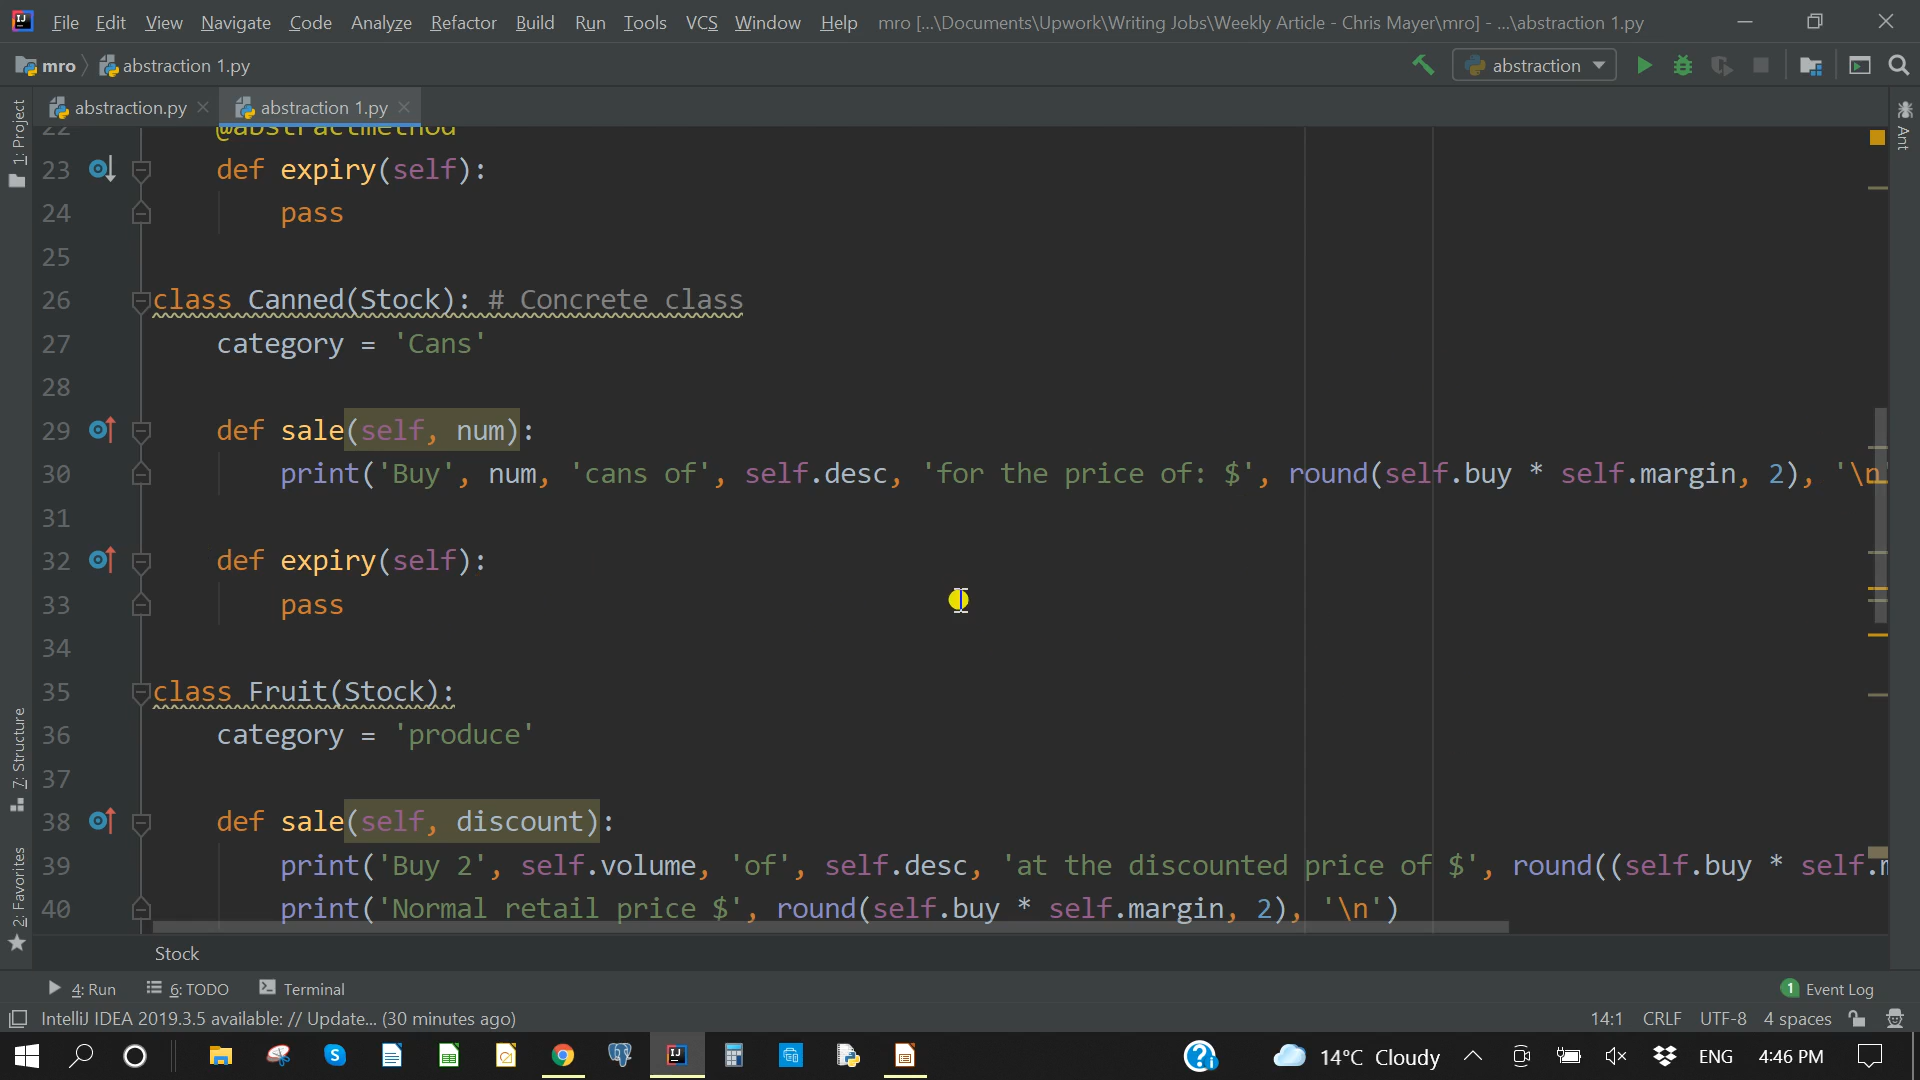 File Edit View Navigate Code Analyze Refactor Build Run Tools VCS Window Help mro [...\Documents\Upwork\Writing Jobs\Weekly Article - Chris Mayer\mro] - ...\abstraction 1.py
mro abstraction 1.py
abstraction
abstraction.py abstraction 1.py
1: Project
Ant
22 @abstractmethod
23 def expiry(self):
24 pass
25
26 class Canned(Stock): # Concrete class
27 category = 'Cans'
28
29 def sale(self, num):
30 print('Buy', num, 'cans of', self.desc, 'for the price of: $', round(self.buy * self.margin, 2), '\n
31
32 def expiry(self):
33 pass
34
35 class Fruit(Stock):
36 category = 'produce'
37
38 def sale(self, discount):
39 print('Buy 2', self.volume, 'of', self.desc, 'at the discounted price of $', round((self.buy * self.
40 print('Normal retail price $', round(self.buy * self.margin, 2), '\n')
7: Structure
2: Favorites
Stock
4: Run 6: TODO Terminal
1 Event Log
IntelliJ IDEA 2019.3.5 available: // Update... (30 minutes ago)
14:1 CRLF UTF-8 4 spaces
14°C Cloudy ENG 4:46 PM